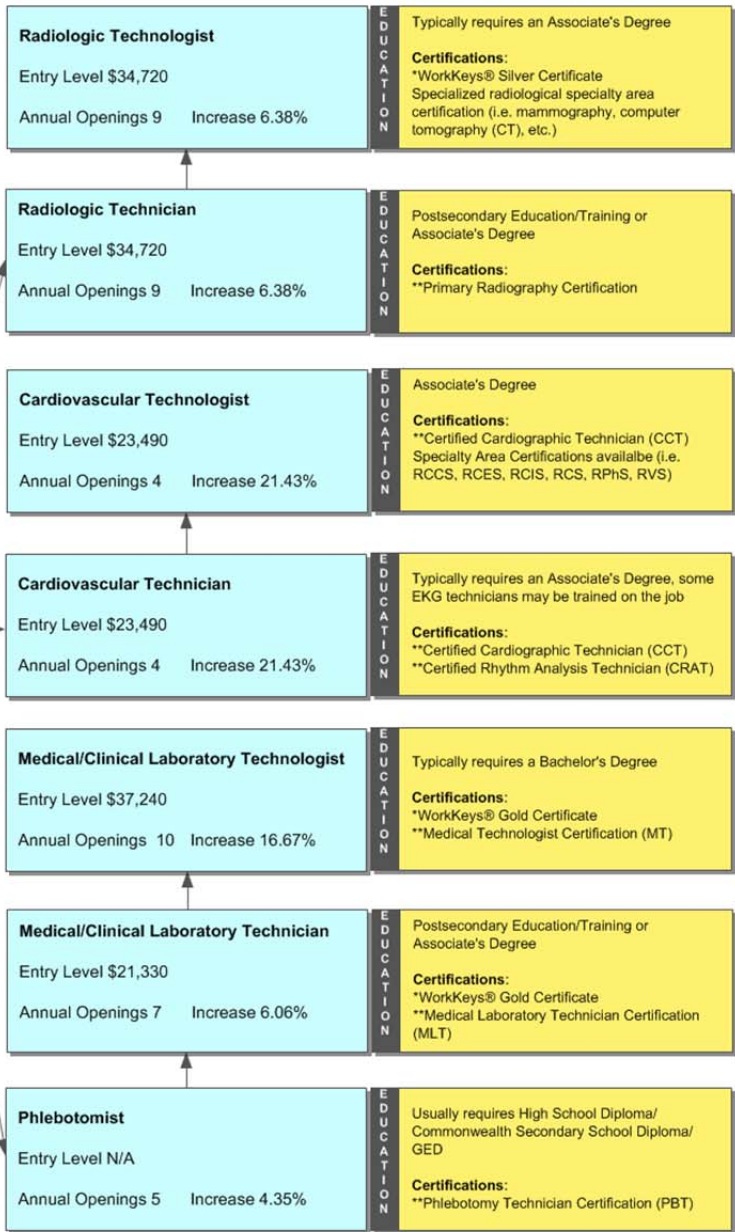 Radiologic Technologist
Entry Level $34,720
Annual Openings 9 Increase 6.38%
EDUCATION
Typically requires an Associate's Degree
Certifications:
*WorkKeys® Silver Certificate
Specialized radiological specialty area
certification (i.e. mammography, computer
tomography (CT), etc.)
Radiologic Technician
Entry Level $34,720
Annual Openings 9 Increase 6.38%
EDUCATION
Postsecondary Education/Training or
Associate's Degree
Certifications:
**Primary Radiography Certification
Cardiovascular Technologist
Entry Level $23,490
Annual Openings 4 Increase 21.43%
EDUCATION
Associate's Degree
Certifications:
**Certified Cardiographic Technician (CCT)
Specialty Area Certifications availalbe (i.e.
RCCS, RCES, RCIS, RCS, RPhS, RVS)
Cardiovascular Technician
Entry Level $23,490
Annual Openings 4 Increase 21.43%
EDUCATION
Typically requires an Associate's Degree, some
EKG technicians may be trained on the job
Certifications:
**Certified Cardiographic Technician (CCT)
**Certified Rhythm Analysis Technician (CRAT)
Medical/Clinical Laboratory Technologist
Entry Level $37,240
Annual Openings 10 Increase 16.67%
EDUCATION
Typically requires a Bachelor's Degree
Certifications:
*WorkKeys® Gold Certificate
**Medical Technologist Certification (MT)
Medical/Clinical Laboratory Technician
Entry Level $21,330
Annual Openings 7 Increase 6.06%
EDUCATION
Postsecondary Education/Training or
Associate's Degree
Certifications:
*WorkKeys® Gold Certificate
**Medical Laboratory Technician Certification
(MLT)
Phlebotomist
Entry Level N/A
Annual Openings 5 Increase 4.35%
EDUCATION
Usually requires High School Diploma/
Commonwealth Secondary School Diploma/
GED
Certifications:
**Phlebotomy Technician Certification (PBT)